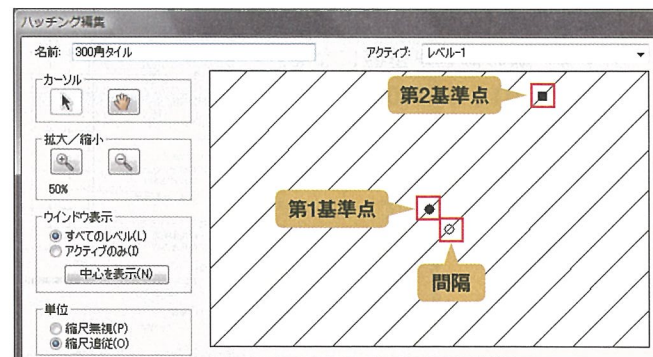 ハッチング編集
名前: 300角タイル
アクティブ: レベル-1
カーソル
拡大／縮小
50%
ウインドウ表示
すべてのレベル(L)
アクティブのみ(I)
中心を表示(N)
単位
縮尺無視(P)
縮尺追従(O)
第2基準点
第1基準点
間隔